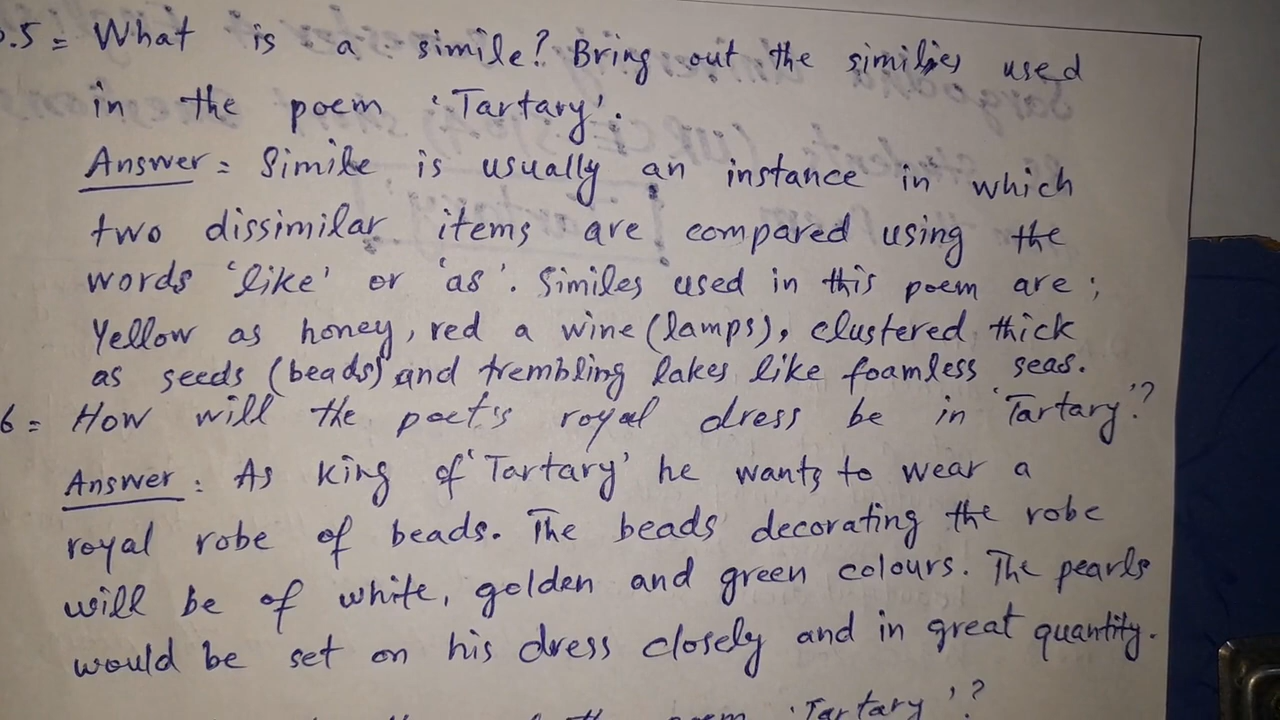 .5 = What is a simile? Bring out the similies used
in the poem 'Tartary'.
Answer = Simile is usually an instance in which
two dissimilar items are compared using the
words 'like' or 'as'. Similes used in this poem are ;
Yellow as honey, red a wine (lamps), clustered thick
as seeds (beads) and trembling lakes like foamless seas.
6 = How will the poet's royal dress be in 'Tartary'?
Answer : As king of 'Tartary' he wants to wear a
royal robe of beads. The beads decorating the robe
will be of white, golden and green colours. The pearls
would be set on his dress closely and in great quantity.
the poem 'Tartary'?